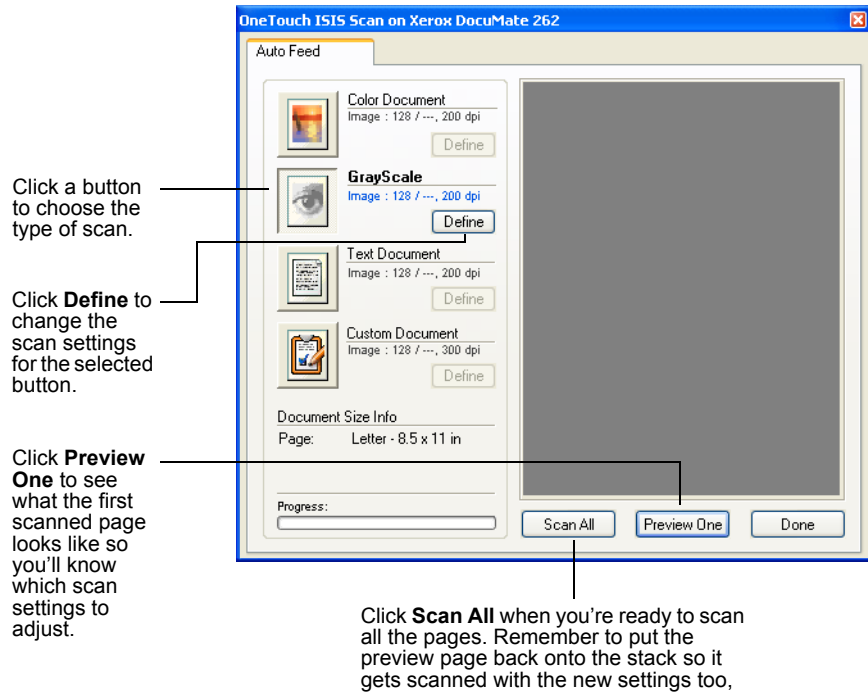 OneTouch ISIS Scan on Xerox DocuMate 262
Auto Feed
Color Document
Image : 128 / ---, 200 dpi
Define
GrayScale
Image : 128 / ---, 200 dpi
Define
Text Document
Image : 128 / ---, 200 dpi
Define
Custom Document
Image : 128 / ---, 300 dpi
Define
Document Size Info
Page: Letter - 8.5 x 11 in
Progress:
Scan All Preview One Done
Click a button
to choose the
type of scan.
Click Define to
change the
scan settings
for the selected
button.
Click Preview
One to see
what the first
scanned page
looks like so
you'll know
which scan
settings to
adjust.
Click Scan All when you're ready to scan
all the pages. Remember to put the
preview page back onto the stack so it
gets scanned with the new settings too,